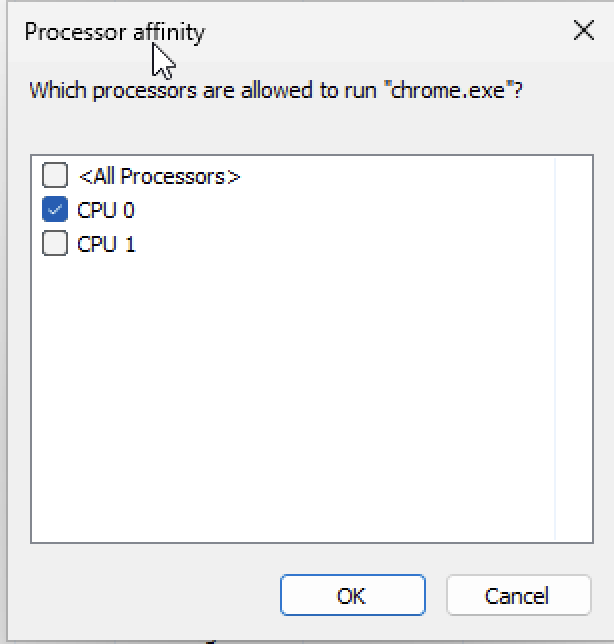 Processor affinity
Which processors are allowed to run "chrome.exe"?
<All Processors>
CPU 0
CPU 1
OK
Cancel